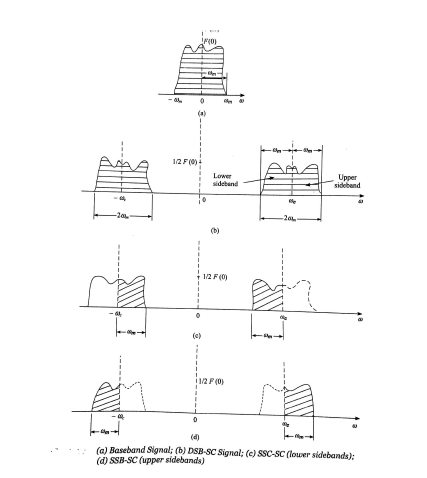 F(0)
ωm
− ωm 0 ωm ω
(a)
ωm ωm
1/2 F (0)
Lower
sideband
Upper
sideband
− ωc 0 ωc ω
2ωm 2ωm
(b)
1/2 F (0)
− ωc 0 ωc ω
ωm ωm
(c)
1/2 F (0)
− ωc 0 ωc ω
ωm ωm
(d)
(a) Baseband Signal; (b) DSB-SC Signal; (c) SSC-SC (lower sidebands);
(d) SSB-SC (upper sidebands)